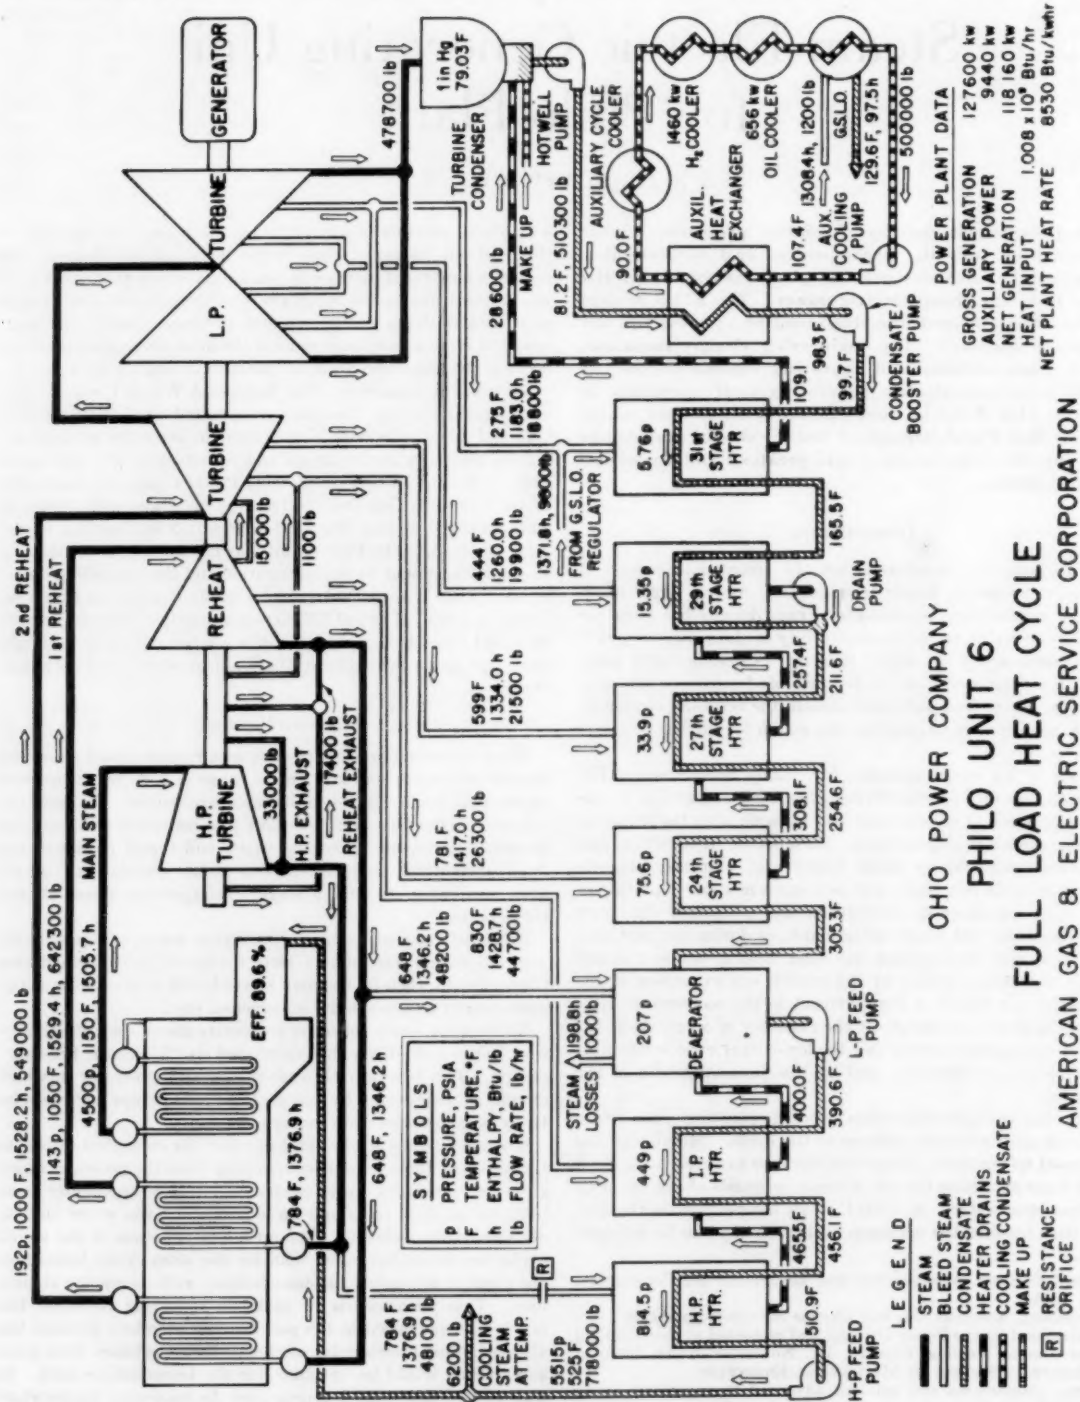 GENERATOR
TURBINE
L.P.
TURBINE
REHEAT
H.P.
TURBINE
2nd REHEAT
1st REHEAT
MAIN STEAM
192p, 1000 F, 1528.2 h, 549000 lb
1143 p, 1050 F, 1529.4 h, 642300 lb
4500p, 1150F, 1505.7 h
EFF. 89.6%
784 F, 1376.9 h
648 F, 1346.2 h
15000 lb
1100 lb
33000 lb
H.P. EXHAUST
17400 lb
REHEAT EXHAUST
478700 lb
1 in Hg
79.03 F
TURBINE
CONDENSER
28600 lb
MAKE UP
HOTWELL
PUMP
81.2 F, 510300 lb
AUXILIARY CYCLE
COOLER
90.0 F
1460 kw
H₂ COOLER
656 kw
OIL COOLER
AUXIL.
HEAT
EXCHANGER
1308.4h, 1200 lb
G.S.L.O.
129.6 F, 97.5h
107.4 F
AUX.
COOLING
PUMP
500000 lb
98.3 F
99.7 F
CONDENSATE
BOOSTER PUMP
109.1
275 F
1183.0 h
18800 lb
444 F
1260.0 h
19900 lb
1371.8 h, 9800 lb
FROM G.S.L.O.
REGULATOR
599 F
1334.0 h
21500 lb
781 F
1417.0 h
26300 lb
830 F
1428.7 h
44700 lb
648 F
1346.2 h
48200 lb
5.76p
31st
STAGE
HTR
165.5 F
15.35p
29th
STAGE
HTR
DRAIN
PUMP
257.4 F
211.6 F
33.9p
27th
STAGE
HTR
308.1 F
254.6 F
75.6p
24th
STAGE
HTR
305.3 F
207p
DEAERATOR
L-P FEED
PUMP
STEAM
LOSSES
1198.8h
1000 lb
400.0 F
390.6 F
449p
L.P.
HTR.
465.5 F
456.1 F
814.5p
H.P.
HTR.
510.9 F
H-P FEED
PUMP
784 F
1376.9 h
48100 lb
R
6200 lb
COOLING
STEAM
ATTEMP.
5515p
525 F
718000 lb
SYMBOLS
p PRESSURE, PSIA
F TEMPERATURE, °F
h ENTHALPY, Btu/lb
lb FLOW RATE, lb/hr
LEGEND
STEAM
BLEED STEAM
CONDENSATE
HEATER DRAINS
COOLING CONDENSATE
MAKE UP
R RESISTANCE
ORIFICE
POWER PLANT DATA
GROSS GENERATION 127600 kw
AUXILIARY POWER 9440 kw
NET GENERATION 118 160 kw
HEAT INPUT 1.008 x 10⁹ Btu/hr
NET PLANT HEAT RATE 8530 Btu/kwhr
OHIO POWER COMPANY
PHILO UNIT 6
FULL LOAD HEAT CYCLE
AMERICAN GAS & ELECTRIC SERVICE CORPORATION